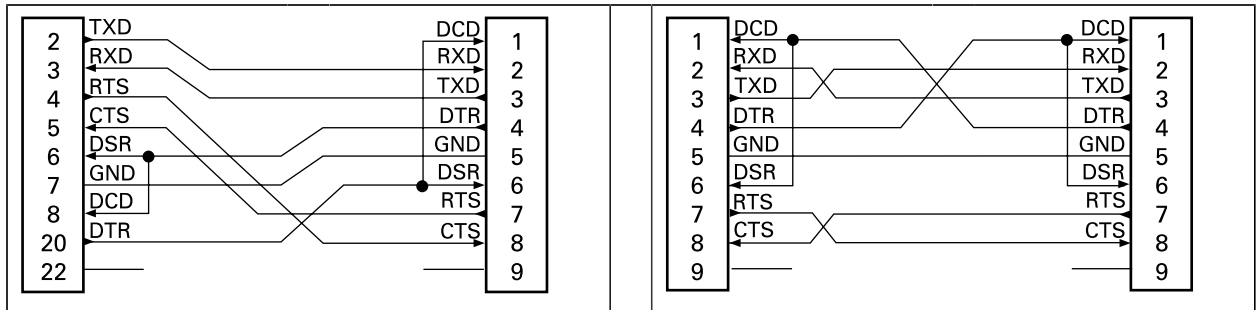 2 TXD DCD 1
3 RXD RXD 2
4 RTS TXD 3
5 CTS DTR 4
6 DSR GND 5
7 GND DSR 6
8 DCD RTS 7
20 DTR CTS 8
22 9
1 DCD DCD 1
2 RXD RXD 2
3 TXD TXD 3
4 DTR DTR 4
5 GND GND 5
6 DSR DSR 6
7 RTS RTS 7
8 CTS CTS 8
9 9